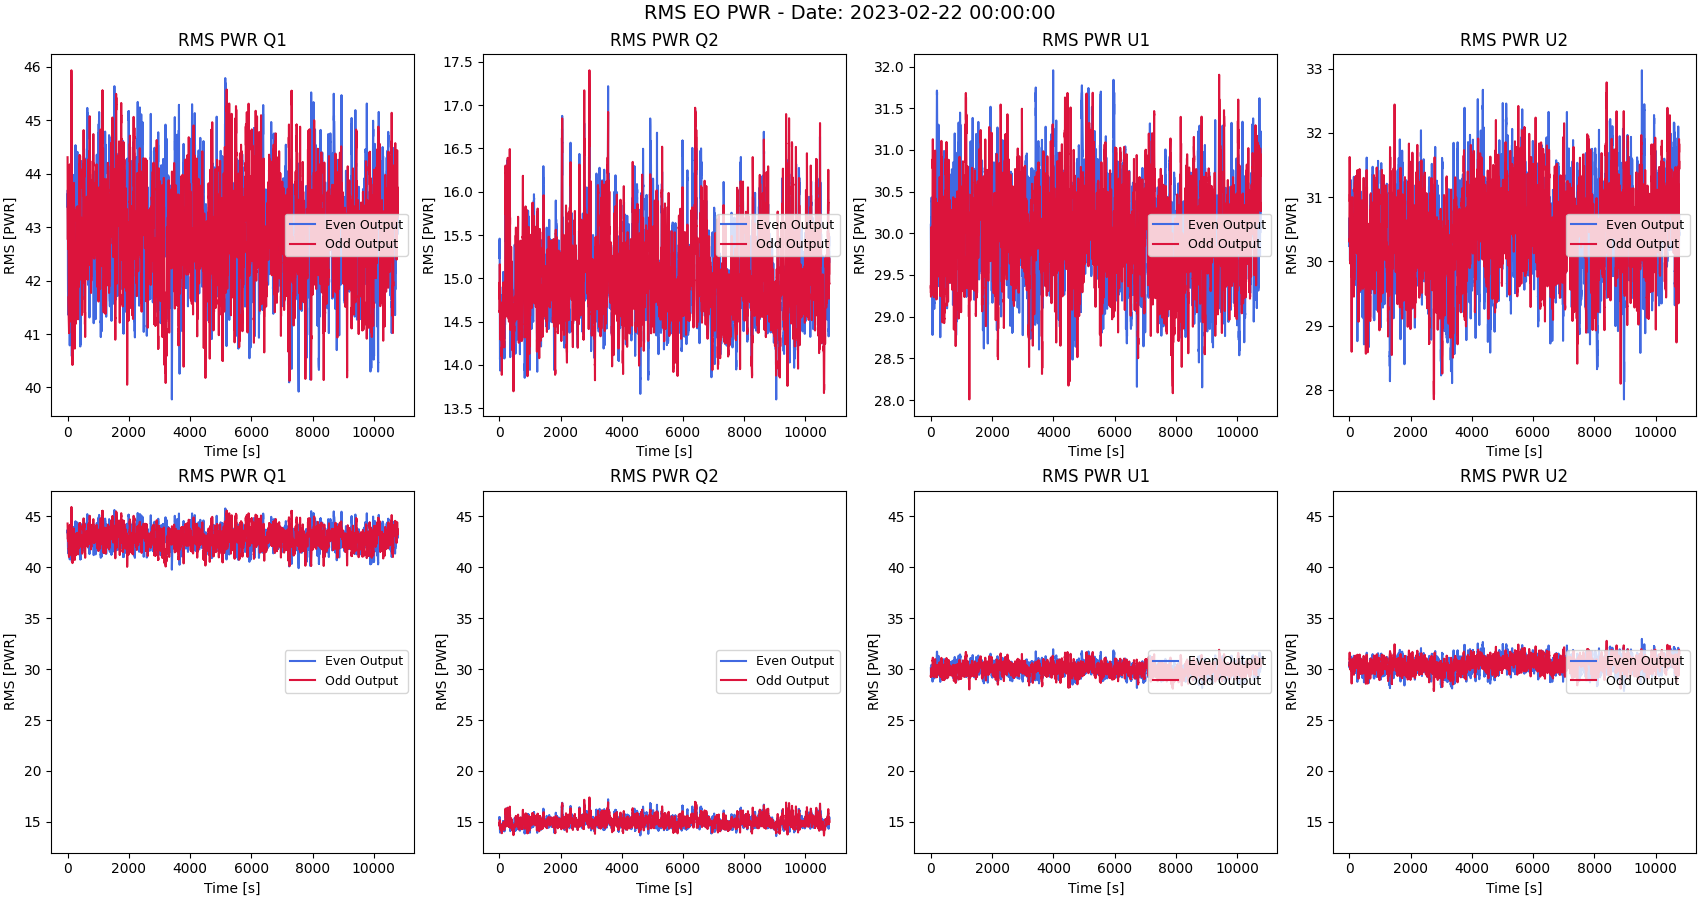 RMS EO PWR - Date: 2023-02-22 00:00:00
RMS PWR Q1
46
45
44
43
42
41
40
RMS [PWR]
0 2000 4000 6000 8000 10000
Time [s]
Even Output
Odd Output
RMS PWR Q2
17.5
17.0
16.5
16.0
15.5
15.0
14.5
14.0
13.5
RMS [PWR]
0 2000 4000 6000 8000 10000
Time [s]
Even Output
Odd Output
RMS PWR U1
32.0
31.5
31.0
30.5
30.0
29.5
29.0
28.5
28.0
RMS [PWR]
0 2000 4000 6000 8000 10000
Time [s]
Even Output
Odd Output
RMS PWR U2
33
32
31
30
29
28
RMS [PWR]
0 2000 4000 6000 8000 10000
Time [s]
Even Output
Odd Output
RMS PWR Q1
45
40
35
30
25
20
15
RMS [PWR]
0 2000 4000 6000 8000 10000
Time [s]
Even Output
Odd Output
RMS PWR Q2
45
40
35
30
25
20
15
RMS [PWR]
0 2000 4000 6000 8000 10000
Time [s]
Even Output
Odd Output
RMS PWR U1
45
40
35
30
25
20
15
RMS [PWR]
0 2000 4000 6000 8000 10000
Time [s]
Even Output
Odd Output
RMS PWR U2
45
40
35
30
25
20
15
RMS [PWR]
0 2000 4000 6000 8000 10000
Time [s]
Even Output
Odd Output